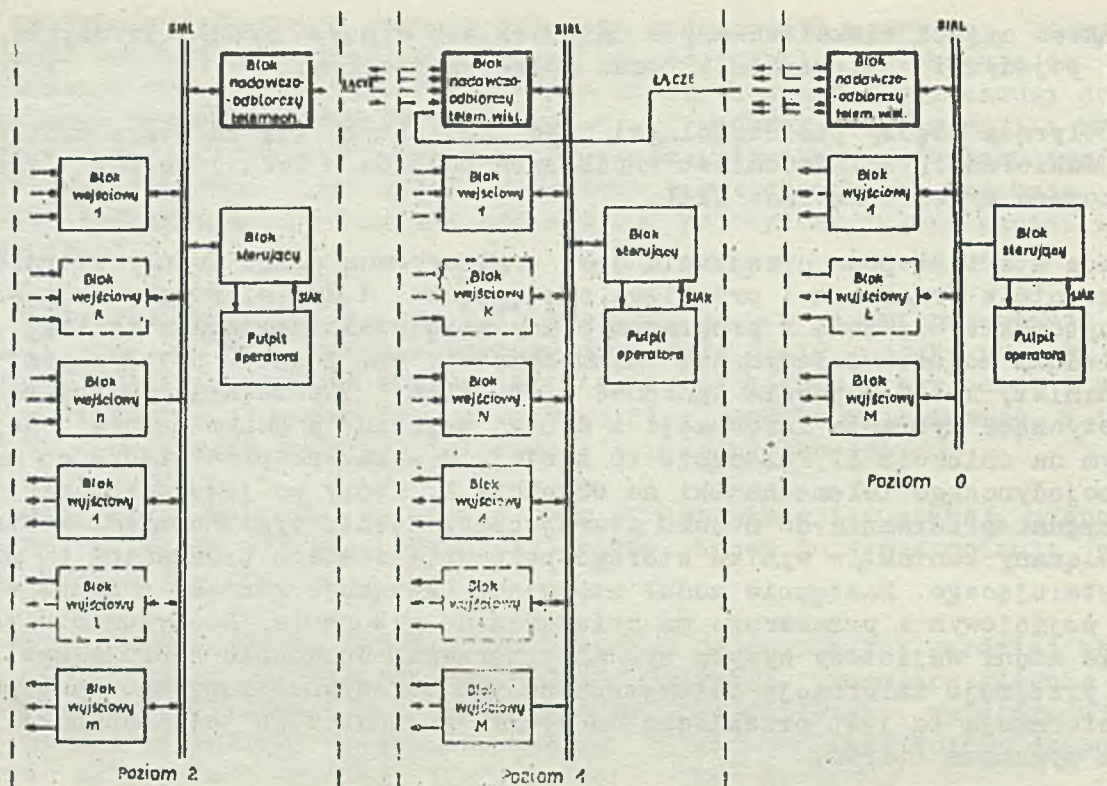 SIAL
Blok
nadawczo-
-odbiorczy
telemech.
Blok
wejściowy
1
Blok
sterujący
Blok
wejściowy
K
SIAK
Pulpit
operatora
Blok
wejściowy
n
Blok
wyjściowy
1
Blok
wyjściowy
l
Blok
wyjściowy
m
Poziom 2
ŁĄCZE
SIAL
Blok
nadawczo-
odbiorczy
telem. wiel.
ŁĄCZE
Blok
wejściowy
1
Blok
sterujący
Blok
wejściowy
K
SIAK
Pulpit
operatora
Blok
wejściowy
N
Blok
wyjściowy
1
Blok
wyjściowy
Blok
wyjściowy
M
Poziom 1
SIAL
Blok
nadawczo-
odbiorczy
telem. wiel.
Blok
wyjściowy
1
Blok
sterujący
Blok
wyjściowy
Ł
SIAK
Pulpit
operatora
Blok
wyjściowy
M
Poziom 0